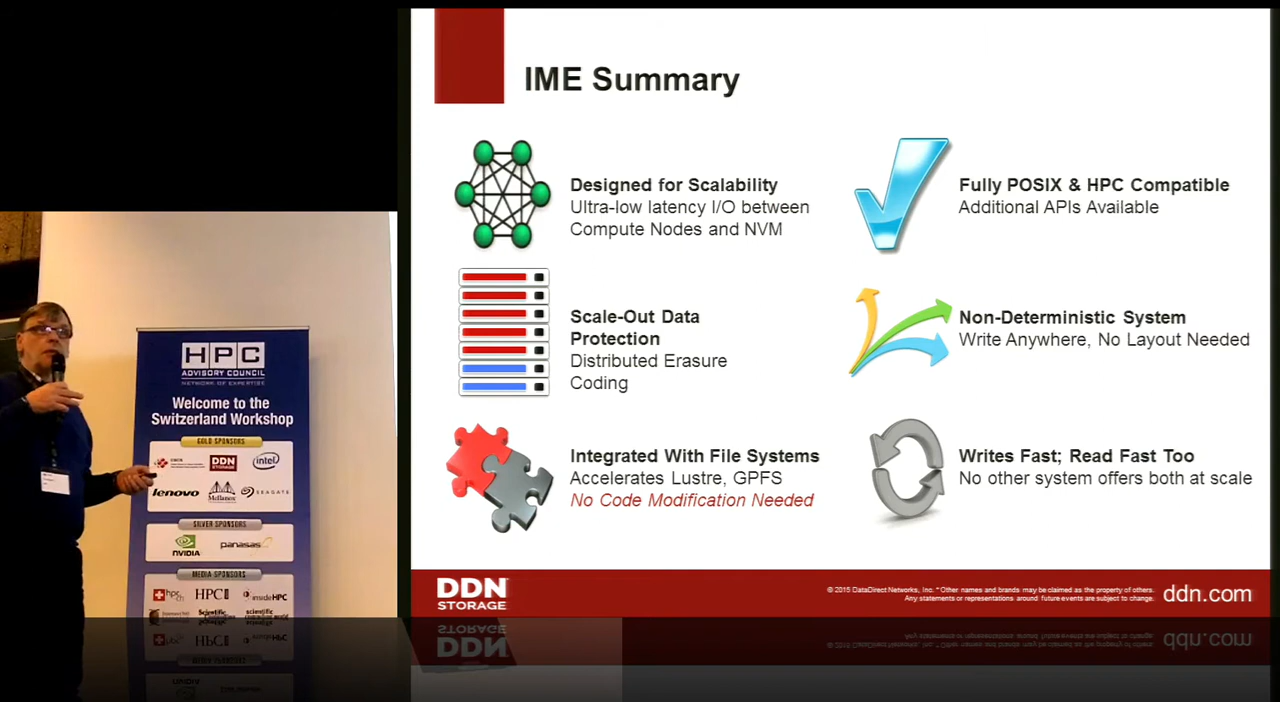 IME Summary
Designed for Scalability
Ultra-low latency I/O between
Compute Nodes and NVM
Fully POSIX & HPC Compatible
Additional APIs Available
Scale-Out Data
Protection
Distributed Erasure
Coding
Non-Deterministic System
Write Anywhere, No Layout Needed
Integrated With File Systems
Accelerates Lustre, GPFS
No Code Modification Needed
Writes Fast; Read Fast Too
No other system offers both at scale
DDN
STORAGE
© 2015 DataDirect Networks, Inc. * Other names and brands may be claimed as the property of others.
Any statements or representations around future events are subject to change.
ddn.com
HPC
ADVISORY COUNCIL
NETWORK OF EXPERTISE
Welcome to the
Switzerland Workshop
GOLD SPONSORS
DDN
STORAGE
intel
lenovo
Mellanox
SEAGATE
SILVER SPONSORS
NVIDIA
panasas
MEDIA SPONSORS
hpc
HPC
insideHPC